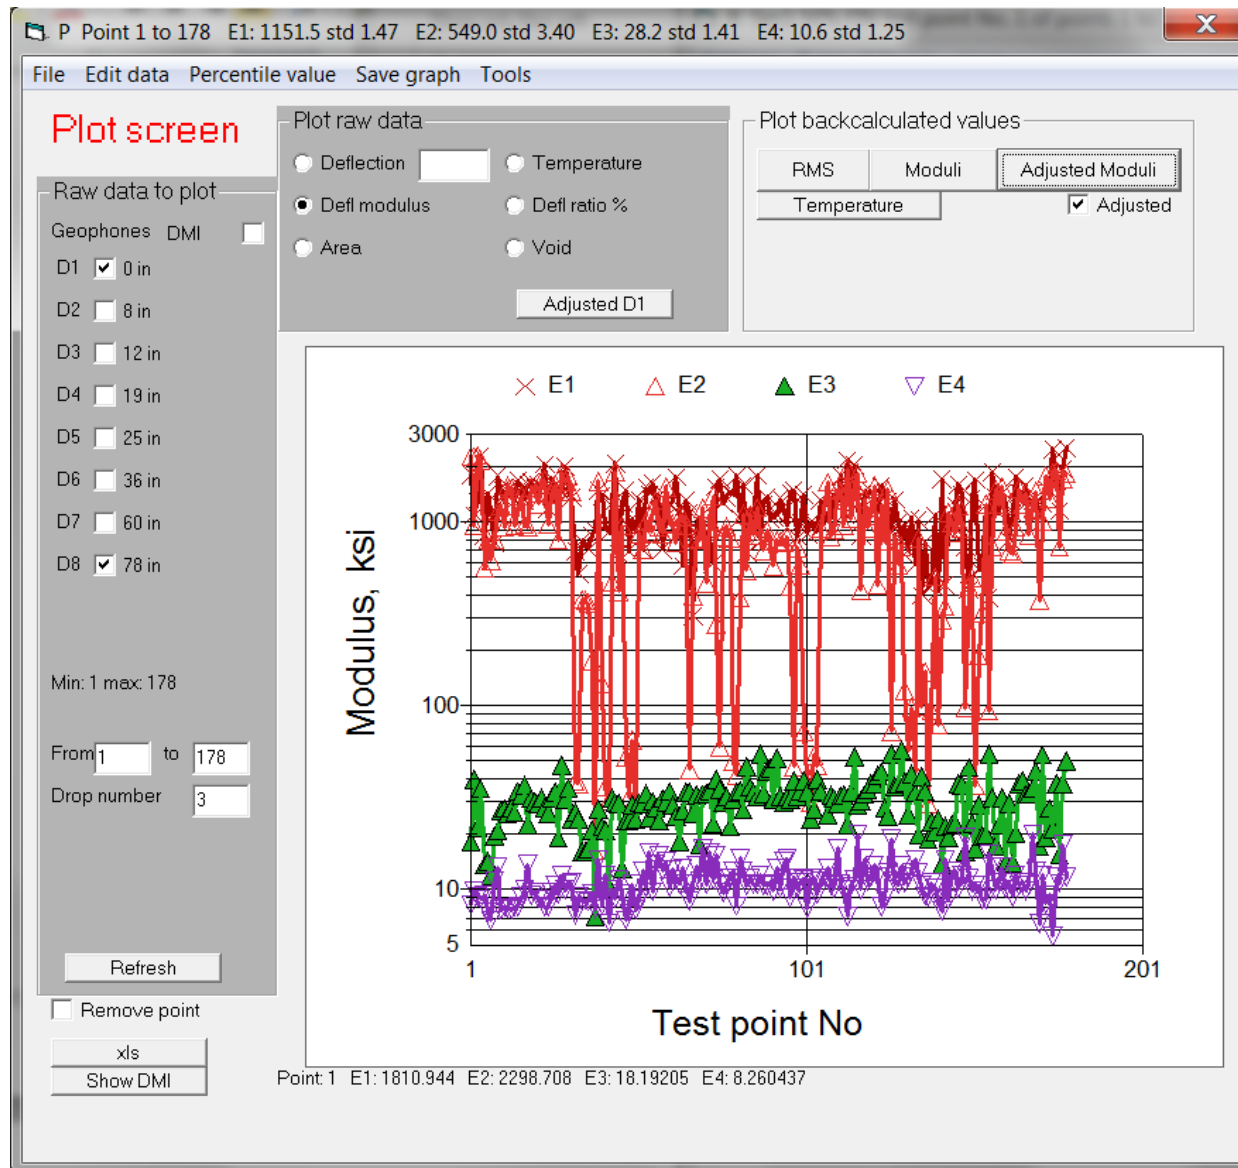 P Point 1 to 178 E1: 1151.5 std 1.47 E2: 549.0 std 3.40 E3: 28.2 std 1.41 E4: 10.6 std 1.25
File Edit data Percentile value Save graph Tools
Plot screen
Raw data to plot
Geophones DMI
D1 0 in
D2 8 in
D3 12 in
D4 19 in
D5 25 in
D6 36 in
D7 60 in
D8 78 in
Min: 1 max: 178
From 1 to 178
Drop number 3
Refresh
Remove point
xls
Show DMI
Plot raw data
Deflection Temperature
Defl modulus Defl ratio %
Area Void
Adjusted D1
Plot backcalculated values
RMS Moduli Adjusted Moduli
Temperature Adjusted
E1 E2 E3 E4
3000
1000
100
10
5
Modulus, ksi
1 101 201
Test point No
Point: 1 E1: 1810.944 E2: 2298.708 E3: 18.19205 E4: 8.260437